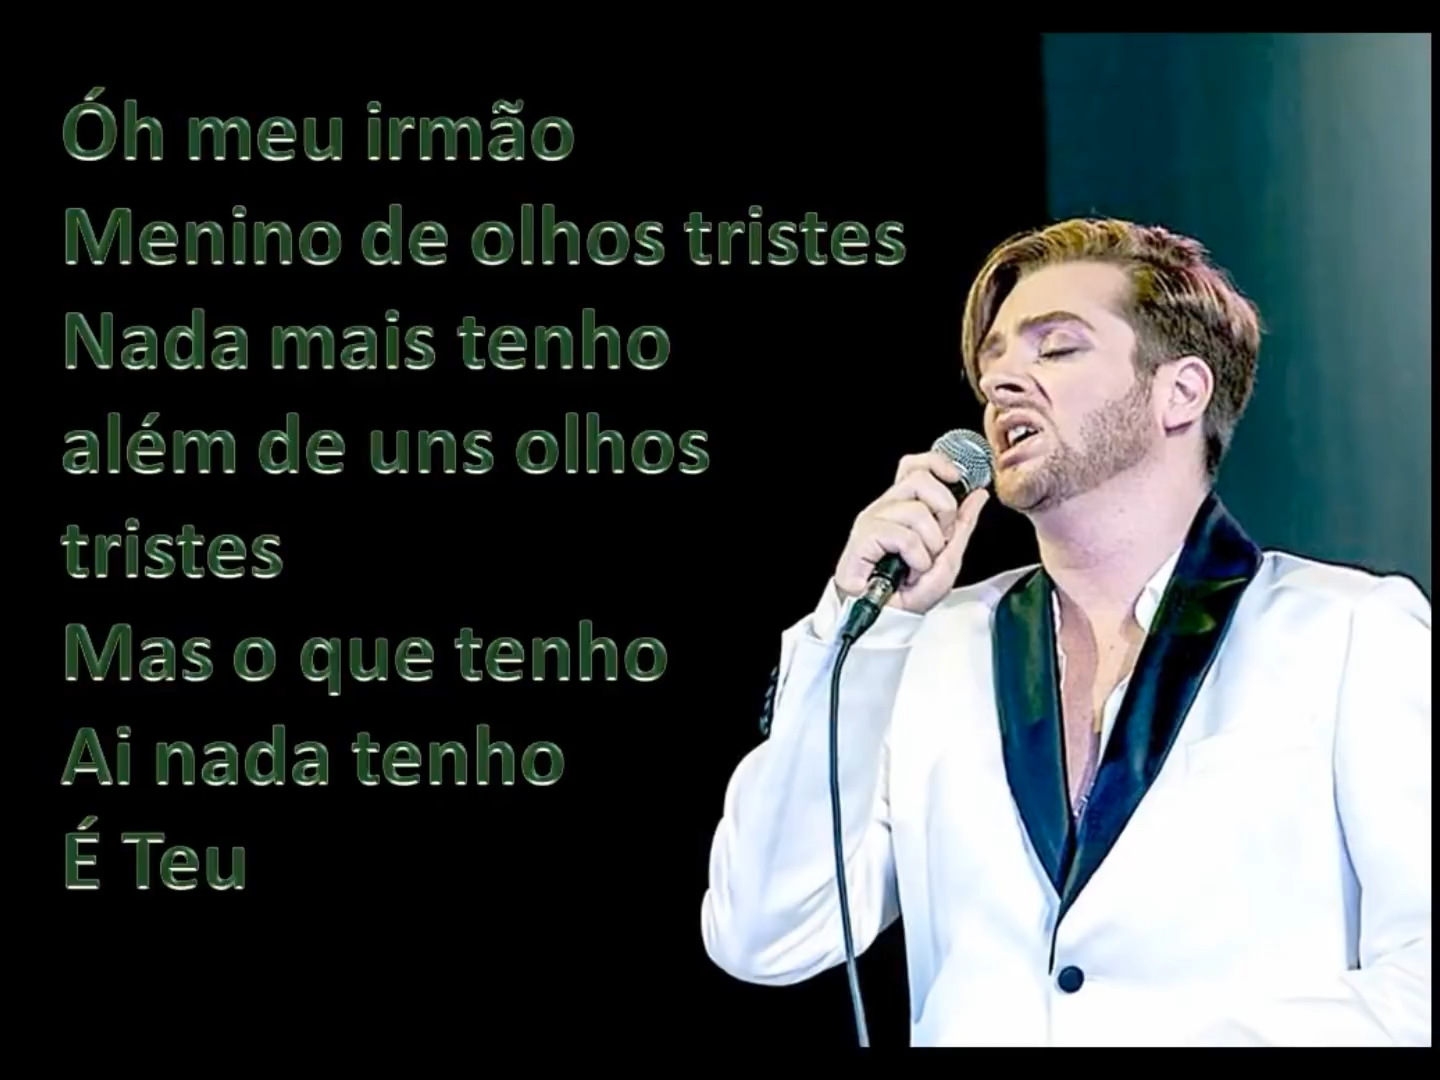 Óh meu irmão
Menino de olhos tristes
Nada mais tenho
além de uns olhos
tristes
Mas o que tenho
Ai nada tenho
É Teu